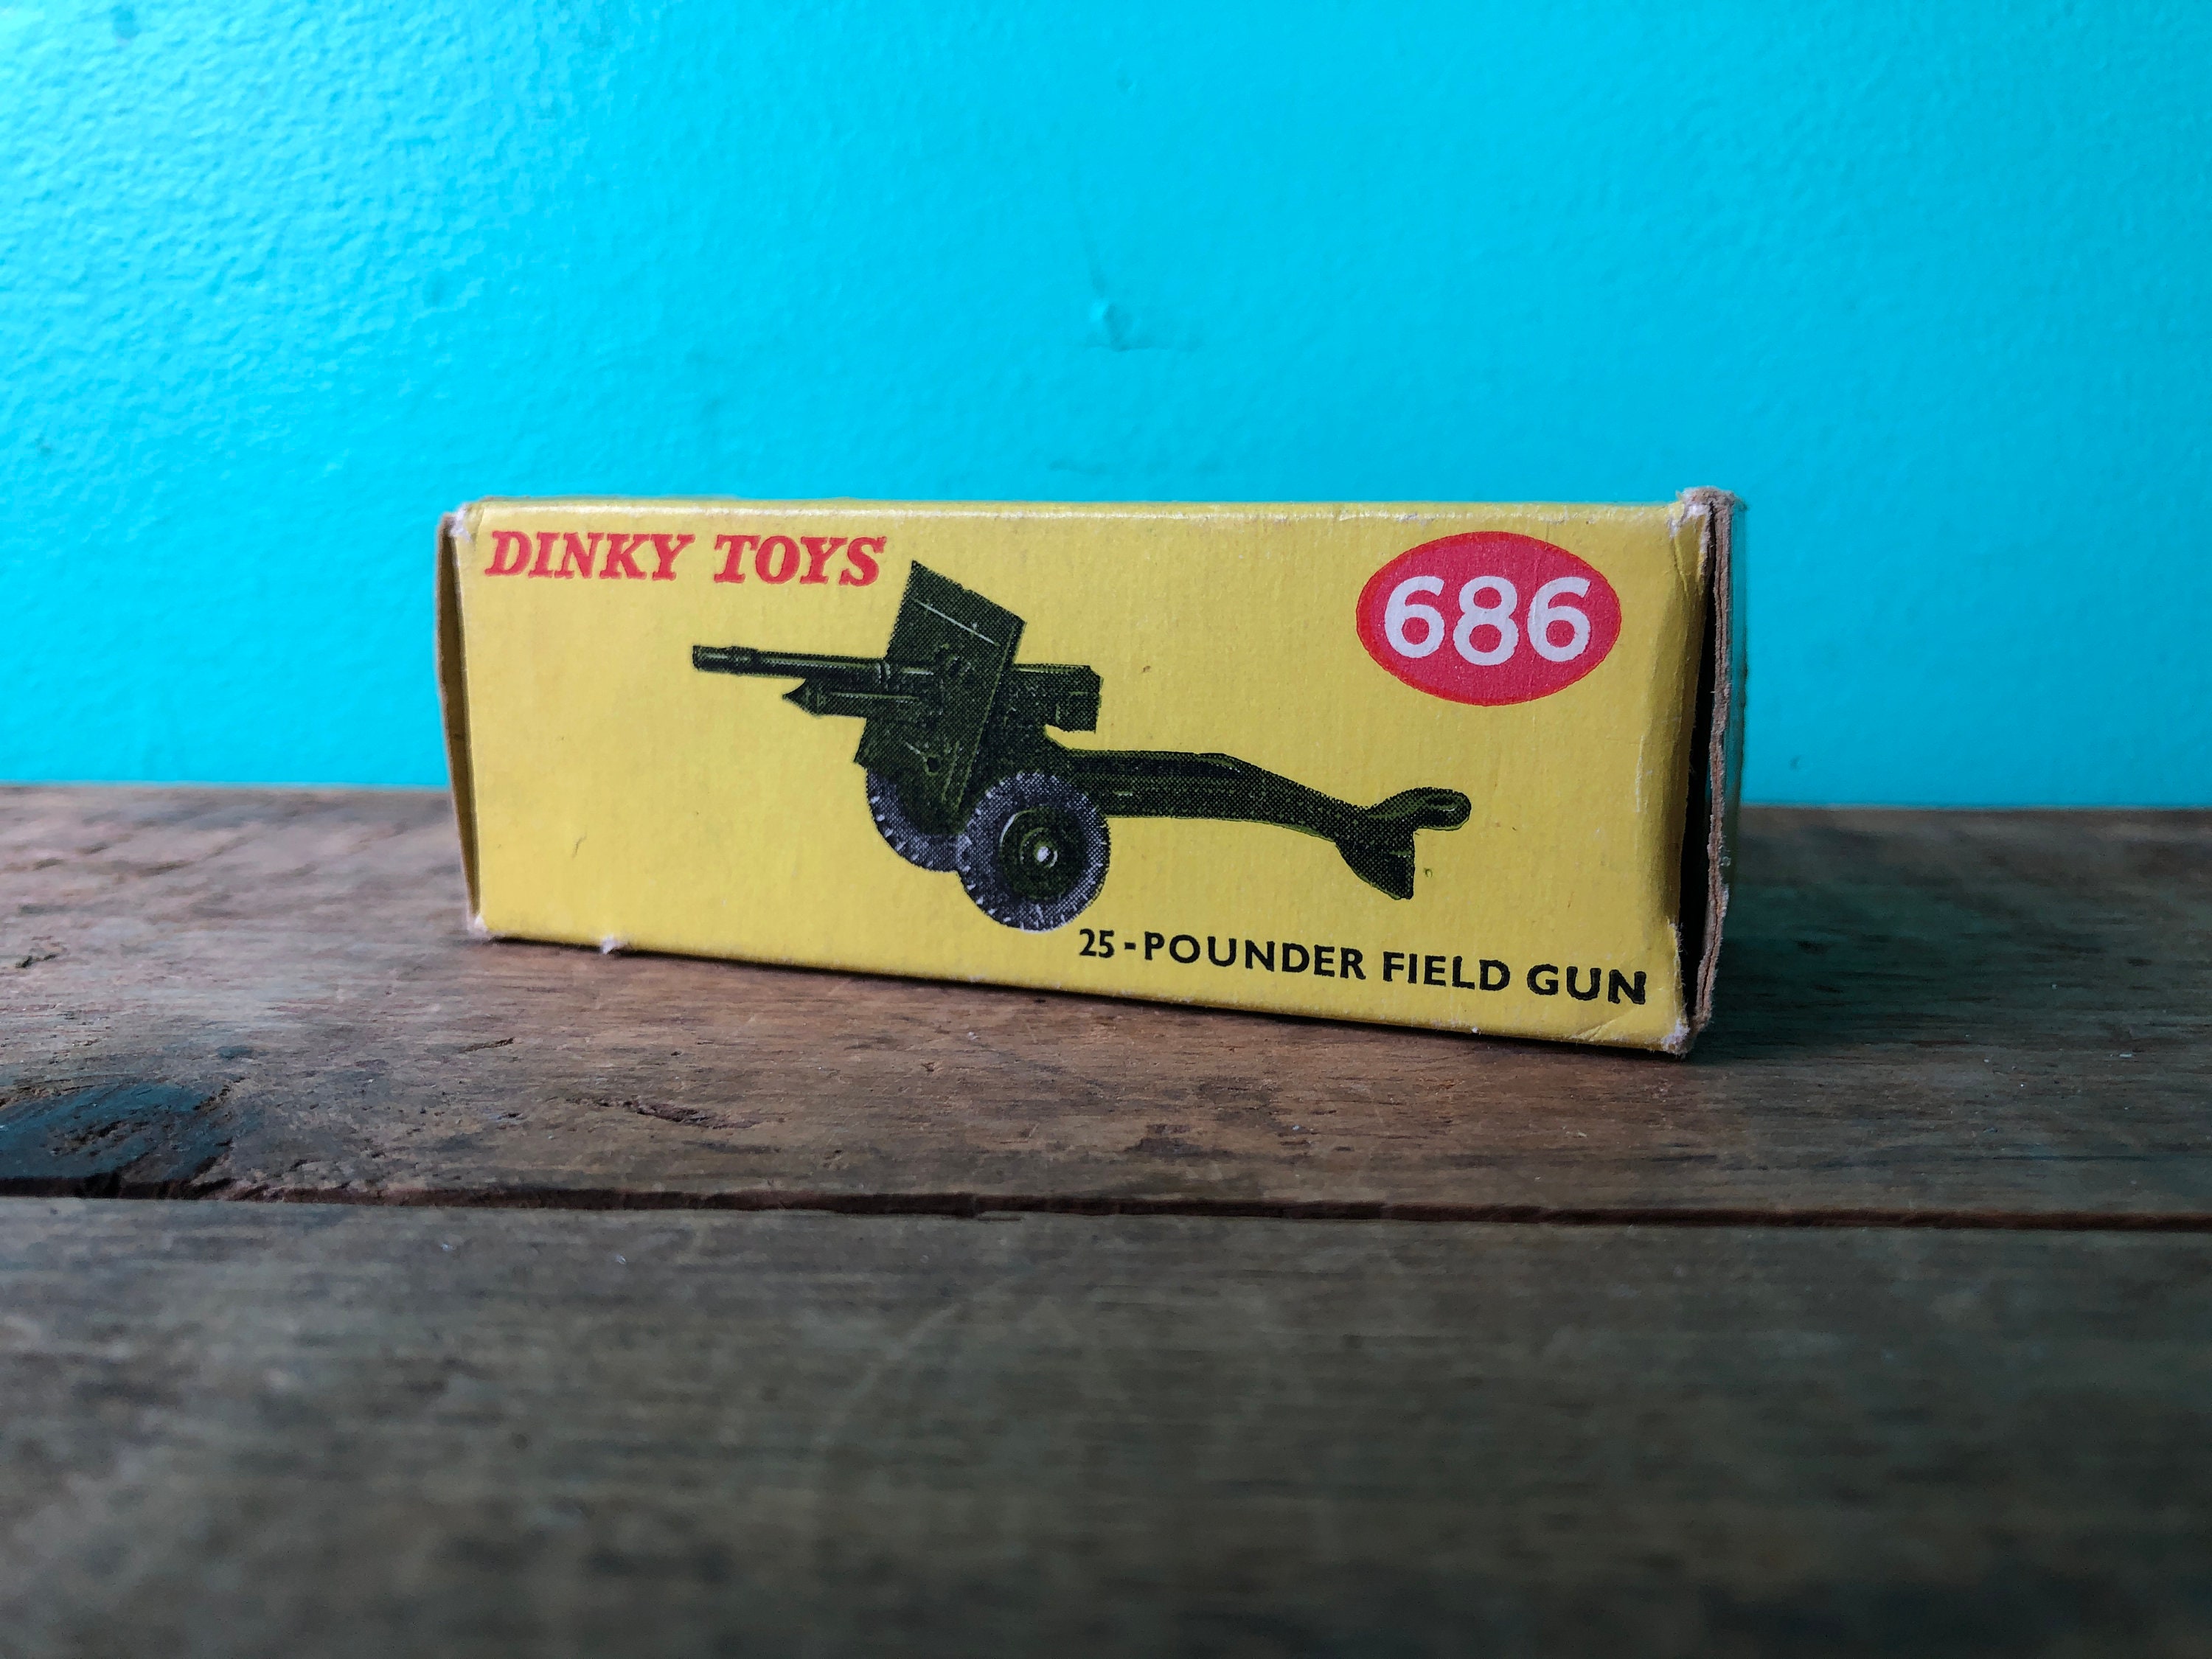 DINKY TOYS
686
25-POUNDER FIELD GUN